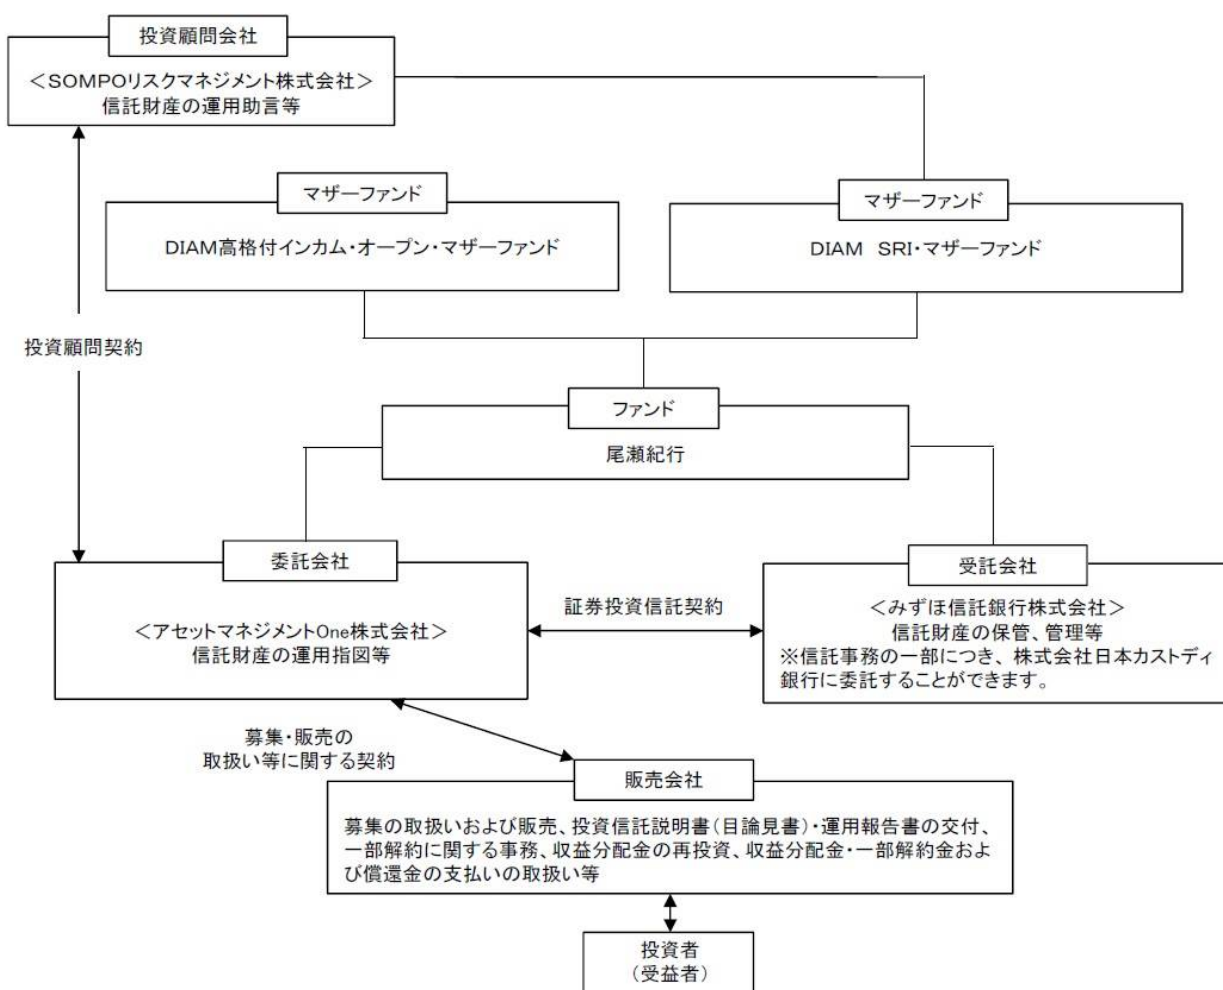 投資顧問会社
＜SOMPOリスクマネジメント株式会社＞
信託財産の運用助言等
マザーファンド
DIAM高格付インカム・オープン・マザーファンド
マザーファンド
DIAM　SRI・マザーファンド
投資顧問契約
ファンド
尾瀬紀行
委託会社
＜アセットマネジメントOne株式会社＞
信託財産の運用指図等
証券投資信託契約
受託会社
＜みずほ信託銀行株式会社＞
信託財産の保管、管理等
※信託事務の一部につき、株式会社日本カストディ
銀行に委託することができます。
募集・販売の
取扱い等に関する契約
販売会社
募集の取扱いおよび販売、投資信託説明書（目論見書）・運用報告書の交付、
一部解約に関する事務、収益分配金の再投資、収益分配金・一部解約金およ
び償還金の支払いの取扱い等
投資者
（受益者）